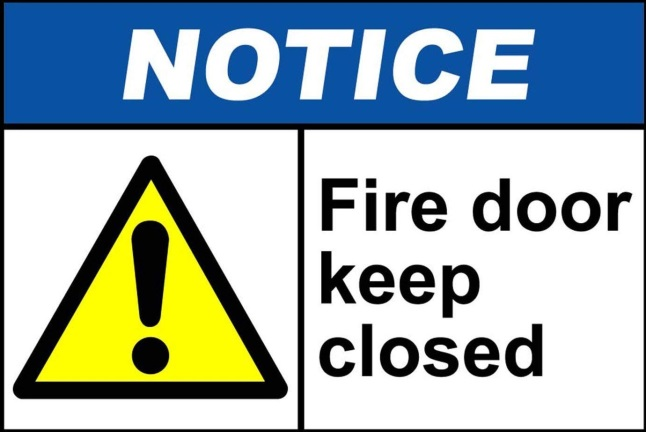 NOTICE
Fire door
keep
closed